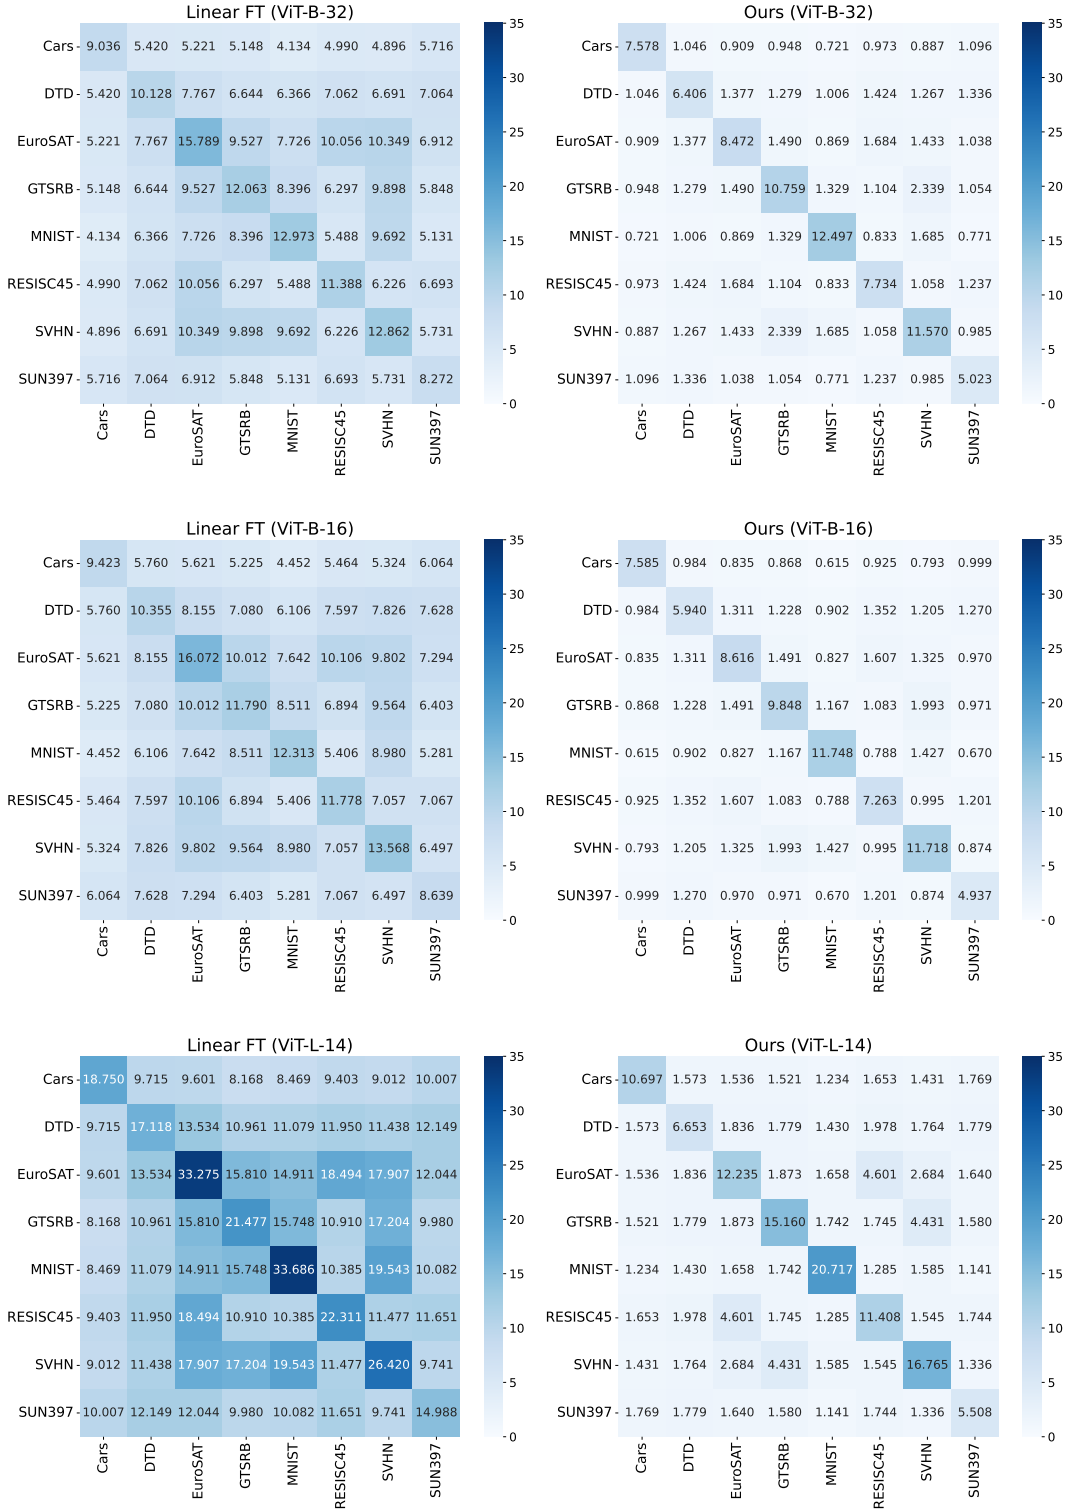 Linear FT (ViT-B-32)
Cars 9.036 5.420 5.221 5.148 4.134 4.990 4.896 5.716
DTD 5.420 10.128 7.767 6.644 6.366 7.062 6.691 7.064
EuroSAT 5.221 7.767 15.789 9.527 7.726 10.056 10.349 6.912
GTSRB 5.148 6.644 9.527 12.063 8.396 6.297 9.898 5.848
MNIST 4.134 6.366 7.726 8.396 12.973 5.488 9.692 5.131
RESISC45 4.990 7.062 10.056 6.297 5.488 11.388 6.226 6.693
SVHN 4.896 6.691 10.349 9.898 9.692 6.226 12.862 5.731
SUN397 5.716 7.064 6.912 5.848 5.131 6.693 5.731 8.272
Cars DTD EuroSAT GTSRB MNIST RESISC45 SVHN SUN397
35
30
25
20
15
10
5
0
Ours (ViT-B-32)
Cars 7.578 1.046 0.909 0.948 0.721 0.973 0.887 1.096
DTD 1.046 6.406 1.377 1.279 1.006 1.424 1.267 1.336
EuroSAT 0.909 1.377 8.472 1.490 0.869 1.684 1.433 1.038
GTSRB 0.948 1.279 1.490 10.759 1.329 1.104 2.339 1.054
MNIST 0.721 1.006 0.869 1.329 12.497 0.833 1.685 0.771
RESISC45 0.973 1.424 1.684 1.104 0.833 7.734 1.058 1.237
SVHN 0.887 1.267 1.433 2.339 1.685 1.058 11.570 0.985
SUN397 1.096 1.336 1.038 1.054 0.771 1.237 0.985 5.023
Cars DTD EuroSAT GTSRB MNIST RESISC45 SVHN SUN397
35
30
25
20
15
10
5
0
Linear FT (ViT-B-16)
Cars 9.423 5.760 5.621 5.225 4.452 5.464 5.324 6.064
DTD 5.760 10.355 8.155 7.080 6.106 7.597 7.826 7.628
EuroSAT 5.621 8.155 16.072 10.012 7.642 10.106 9.802 7.294
GTSRB 5.225 7.080 10.012 11.790 8.511 6.894 9.564 6.403
MNIST 4.452 6.106 7.642 8.511 12.313 5.406 8.980 5.281
RESISC45 5.464 7.597 10.106 6.894 5.406 11.778 7.057 7.067
SVHN 5.324 7.826 9.802 9.564 8.980 7.057 13.568 6.497
SUN397 6.064 7.628 7.294 6.403 5.281 7.067 6.497 8.639
Cars DTD EuroSAT GTSRB MNIST RESISC45 SVHN SUN397
35
30
25
20
15
10
5
0
Ours (ViT-B-16)
Cars 7.585 0.984 0.835 0.868 0.615 0.925 0.793 0.999
DTD 0.984 5.940 1.311 1.228 0.902 1.352 1.205 1.270
EuroSAT 0.835 1.311 8.616 1.491 0.827 1.607 1.325 0.970
GTSRB 0.868 1.228 1.491 9.848 1.167 1.083 1.993 0.971
MNIST 0.615 0.902 0.827 1.167 11.748 0.788 1.427 0.670
RESISC45 0.925 1.352 1.607 1.083 0.788 7.263 0.995 1.201
SVHN 0.793 1.205 1.325 1.993 1.427 0.995 11.718 0.874
SUN397 0.999 1.270 0.970 0.971 0.670 1.201 0.874 4.937
Cars DTD EuroSAT GTSRB MNIST RESISC45 SVHN SUN397
35
30
25
20
15
10
5
0
Linear FT (ViT-L-14)
Cars 18.750 9.715 9.601 8.168 8.469 9.403 9.012 10.007
DTD 9.715 17.118 13.534 10.961 11.079 11.950 11.438 12.149
EuroSAT 9.601 13.534 33.275 15.810 14.911 18.494 17.907 12.044
GTSRB 8.168 10.961 15.810 21.477 15.748 10.910 17.204 9.980
MNIST 8.469 11.079 14.911 15.748 33.686 10.385 19.543 10.082
RESISC45 9.403 11.950 18.494 10.910 10.385 22.311 11.477 11.651
SVHN 9.012 11.438 17.907 17.204 19.543 11.477 26.420 9.741
SUN397 10.007 12.149 12.044 9.980 10.082 11.651 9.741 14.988
Cars DTD EuroSAT GTSRB MNIST RESISC45 SVHN SUN397
35
30
25
20
15
10
5
0
Ours (ViT-L-14)
Cars 10.697 1.573 1.536 1.521 1.234 1.653 1.431 1.769
DTD 1.573 6.653 1.836 1.779 1.430 1.978 1.764 1.779
EuroSAT 1.536 1.836 12.235 1.873 1.658 4.601 2.684 1.640
GTSRB 1.521 1.779 1.873 15.160 1.742 1.745 4.431 1.580
MNIST 1.234 1.430 1.658 1.742 20.717 1.285 1.585 1.141
RESISC45 1.653 1.978 4.601 1.745 1.285 11.408 1.545 1.744
SVHN 1.431 1.764 2.684 4.431 1.585 1.545 16.765 1.336
SUN397 1.769 1.779 1.640 1.580 1.141 1.744 1.336 5.508
Cars DTD EuroSAT GTSRB MNIST RESISC45 SVHN SUN397
35
30
25
20
15
10
5
0